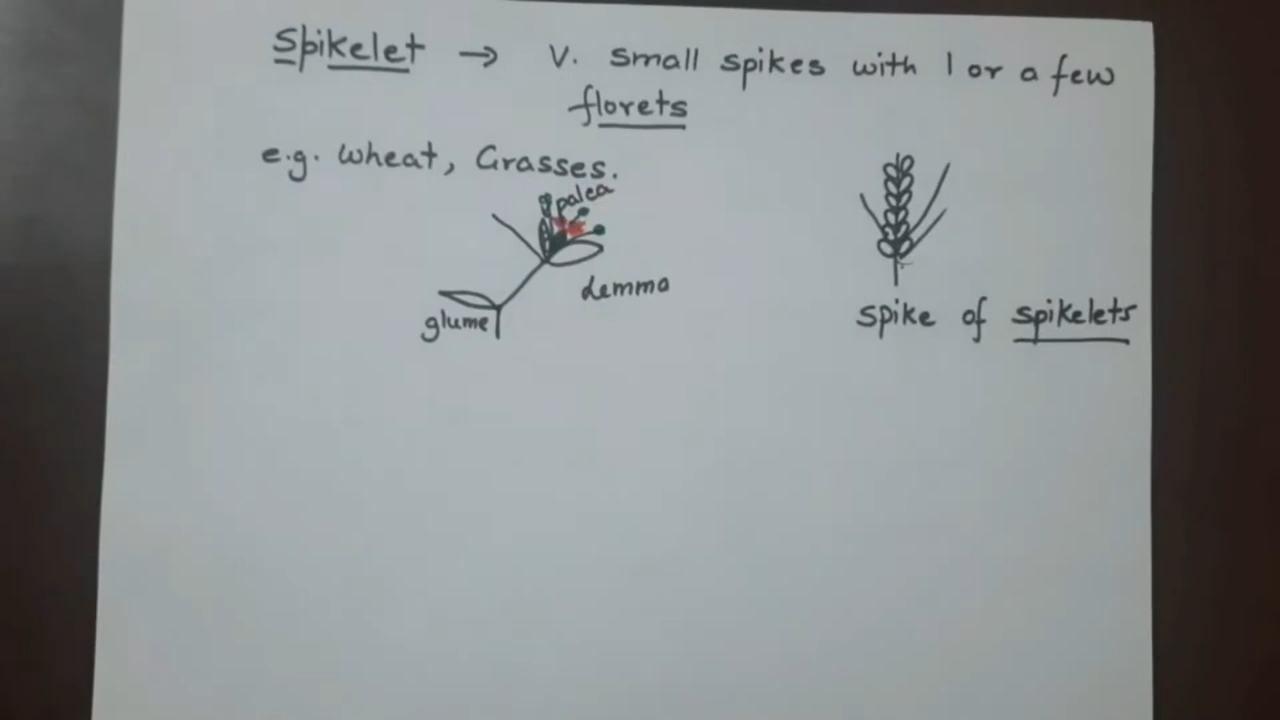 Spikelet → V. small spikes with 1 or a few
florets
e.g. wheat, Grasses.
palea
Lemma
glume
spike of spikelets